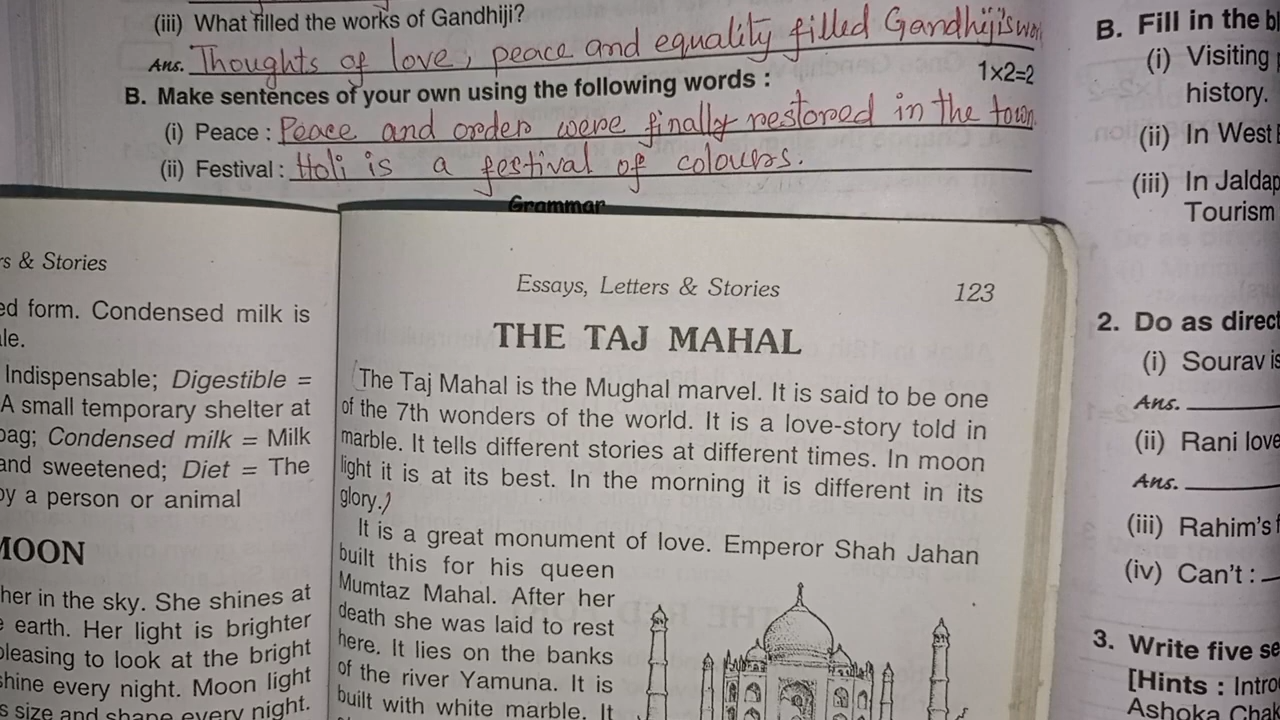 (iii) What filled the works of Gandhiji?
Ans. Thoughts of love, peace and equality filled Gandhiji's
B. Make sentences of your own using the following words :
1×2=2
(i) Peace : Peace and order were finally restored in the town
(ii) Festival : Holi is a festival of colours.
Grammar
& Stories
form. Condensed milk is
Indispensable; Digestible =
A small temporary shelter at
Condensed milk = Milk
and sweetened; Diet = The
by a person or animal
MOON
her in the sky. She shines at
earth. Her light is brighter
pleasing to look at the bright
shine every night. Moon light
size and shape every night.
Essays, Letters & Stories
123
THE TAJ MAHAL
The Taj Mahal is the Mughal marvel. It is said to be one
of the 7th wonders of the world. It is a love-story told in
marble. It tells different stories at different times. In moon
light it is at its best. In the morning it is different in its
glory.
It is a great monument of love. Emperor Shah Jahan
built this for his queen
Mumtaz Mahal. After her
death she was laid to rest
here. It lies on the banks
of the river Yamuna. It is
built with white marble. It
B. Fill in the
(i) Visiting
history.
(ii) In West
(iii) In
Tourism
2. Do as
(i) Sourav
Ans.
(ii) Rani
Ans.
(iii) Rahim's
(iv) Can't :
3. Write five
[Hints :
Ashoka